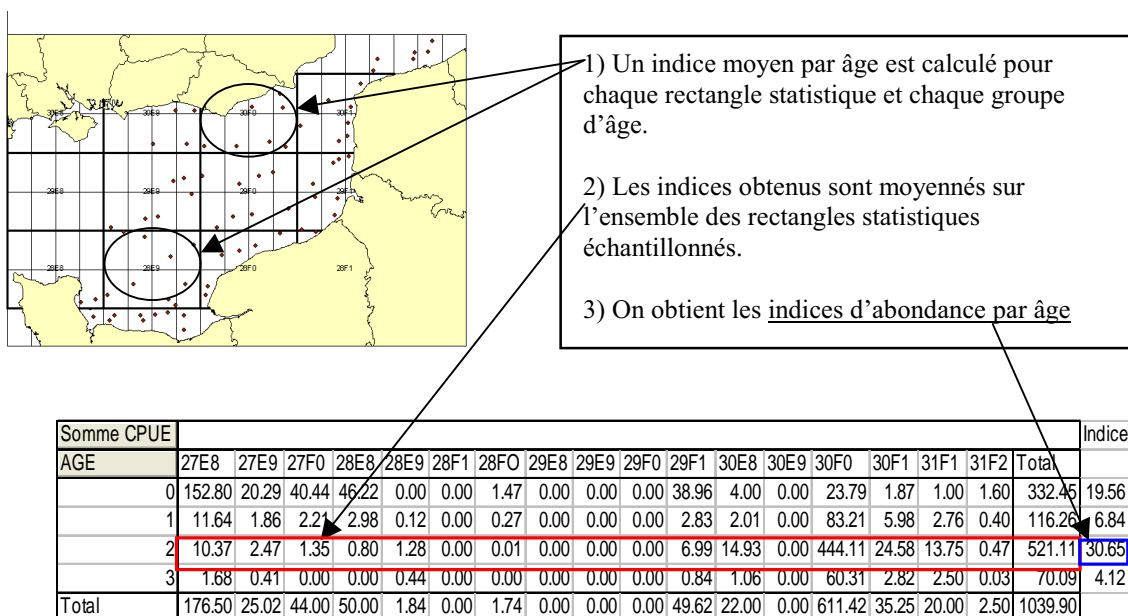 30E8 30E9 30F0 30F1
29E8 29E9 29F0 29F1
28E8 28E9 28F0 28F1
1) Un indice moyen par âge est calculé pour
chaque rectangle statistique et chaque groupe
d’âge.
2) Les indices obtenus sont moyennés sur
l’ensemble des rectangles statistiques
échantillonnés.
3) On obtient les indices d’abondance par âge
Somme CPUE Indice
AGE 27E8 27E9 27F0 28E8 28E9 28F1 28FO 29E8 29E9 29F0 29F1 30E8 30E9 30F0 30F1 31F1 31F2 Total
0 152.80 20.29 40.44 46.22 0.00 0.00 1.47 0.00 0.00 0.00 38.96 4.00 0.00 23.79 1.87 1.00 1.60 332.45 19.56
1 11.64 1.86 2.21 2.98 0.12 0.00 0.27 0.00 0.00 0.00 2.83 2.01 0.00 83.21 5.98 2.76 0.40 116.26 6.84
2 10.37 2.47 1.35 0.80 1.28 0.00 0.01 0.00 0.00 0.00 6.99 14.93 0.00 444.11 24.58 13.75 0.47 521.11 30.65
3 1.68 0.41 0.00 0.00 0.44 0.00 0.00 0.00 0.00 0.00 0.84 1.06 0.00 60.31 2.82 2.50 0.03 70.09 4.12
Total 176.50 25.02 44.00 50.00 1.84 0.00 1.74 0.00 0.00 0.00 49.62 22.00 0.00 611.42 35.25 20.00 2.50 1039.90